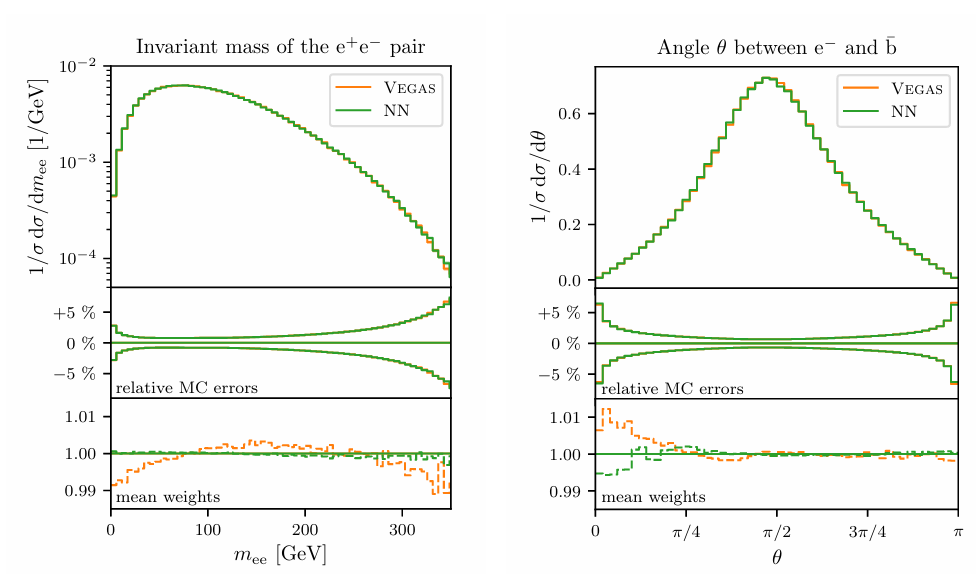 Invariant mass of the e⁺e⁻ pair
10⁻²
10⁻³
10⁻⁴
1/σ dσ/dm_ee [1/GeV]
VEGAS
NN
+5 %
0 %
−5 %
relative MC errors
1.01
1.00
0.99
mean weights
0 100 200 300
m_ee [GeV]
Angle θ between e⁻ and b̄
0.6
0.4
0.2
0.0
1/σ dσ/dθ
VEGAS
NN
+5 %
0 %
−5 %
relative MC errors
1.01
1.00
0.99
mean weights
0 π/4 π/2 3π/4 π
θ